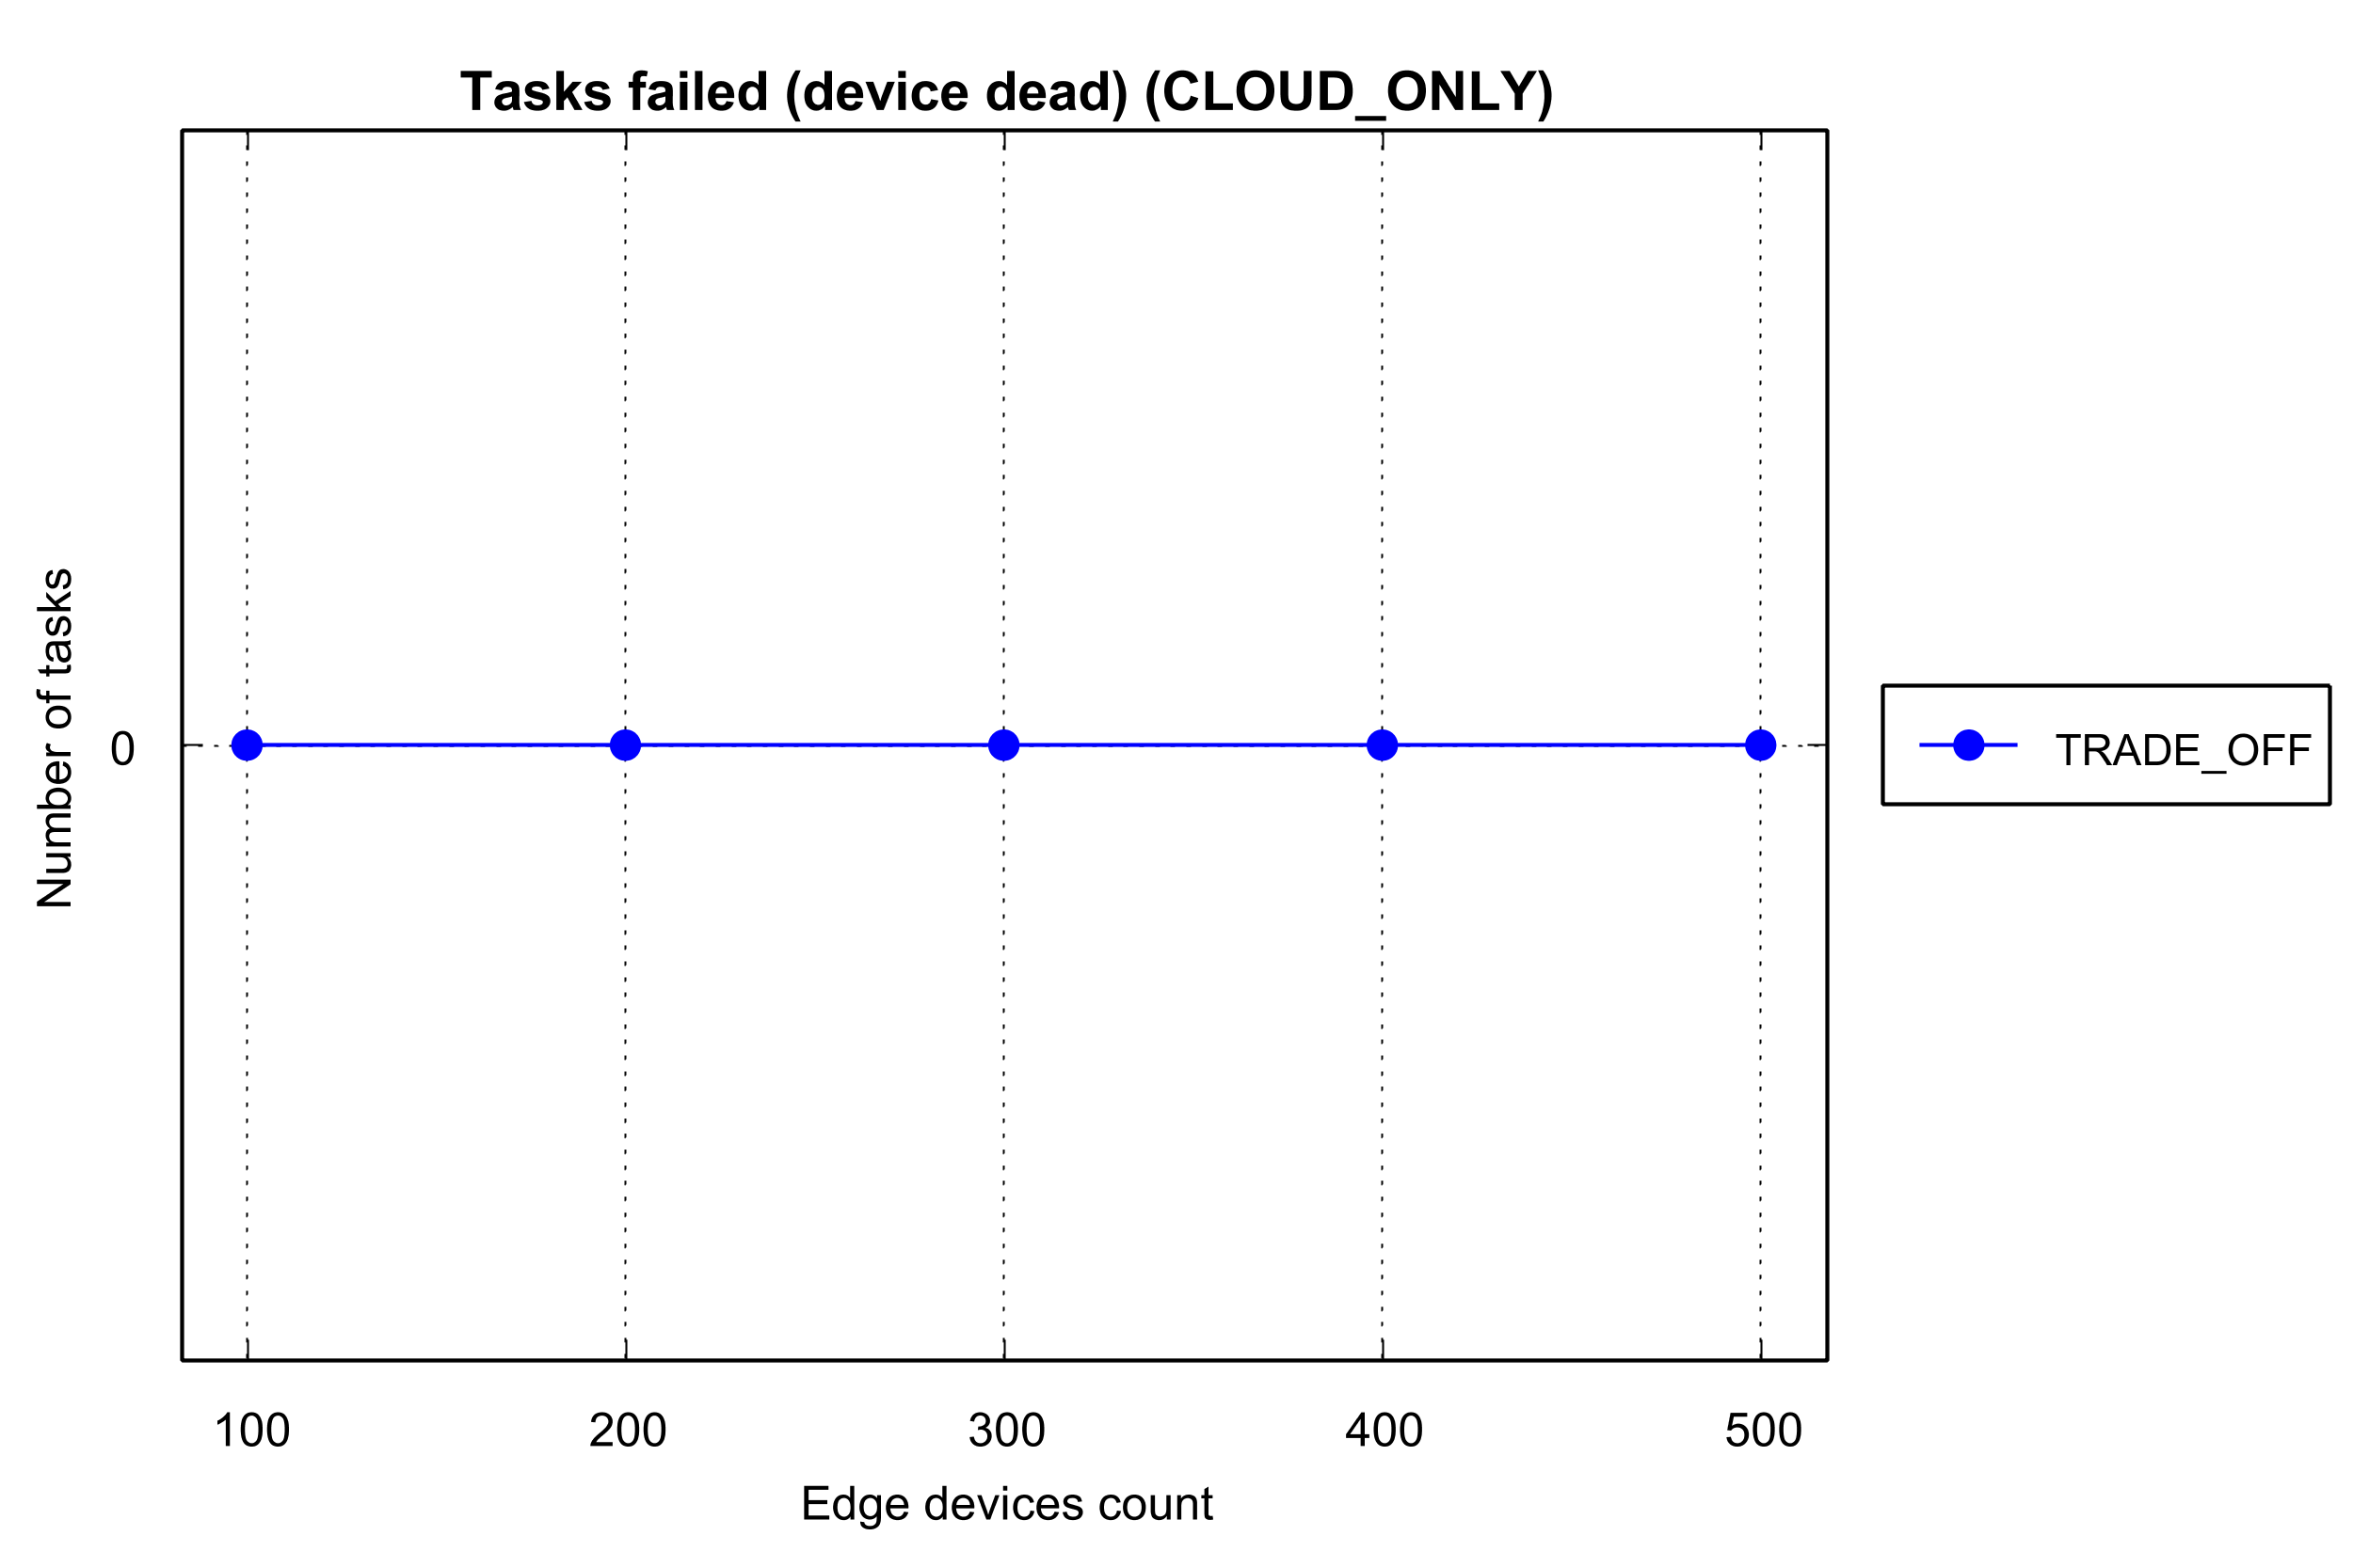 Tasks failed (device dead) (CLOUD_ONLY)
Number of tasks
0
TRADE_OFF
100 200 300 400 500
Edge devices count